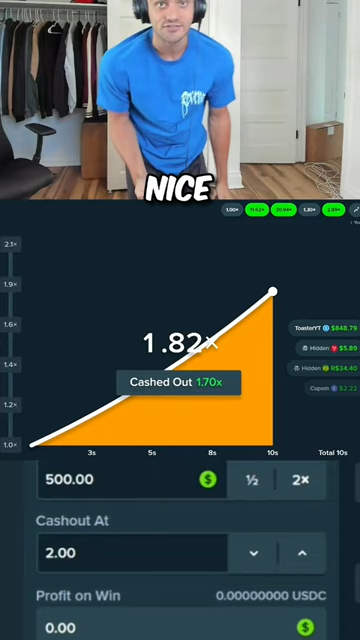 NICE
1.00× 11.62× 20.94× 1.30× 2.89×
2.1×
1.9×
1.6×
1.4×
1.2×
1.0×
1.82×
Cashed Out 1.70x
ToasterYT $848.79
Hidden $5.89
Hidden R$34.40
Cupom $2.22
3s 5s 8s 10s Total 10s
500.00 ½ 2×
Cashout At
2.00
Profit on Win 0.00000000 USDC
0.00